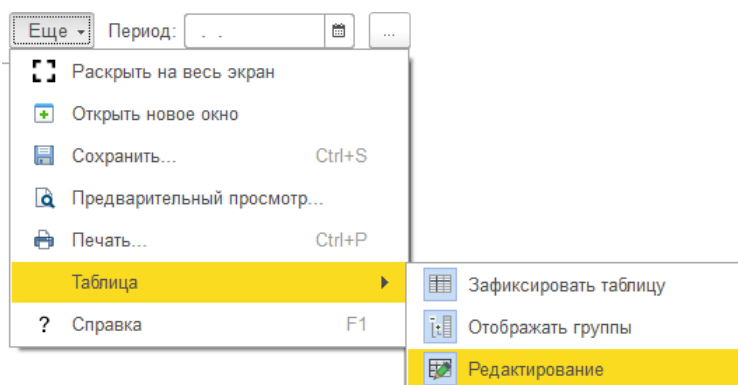 Еще Период: . . ...
Раскрыть на весь экран
Открыть новое окно
Сохранить... Ctrl+S
Предварительный просмотр...
Печать... Ctrl+P
Таблица
Зафиксировать таблицу
? Справка F1
Отображать группы
Редактирование